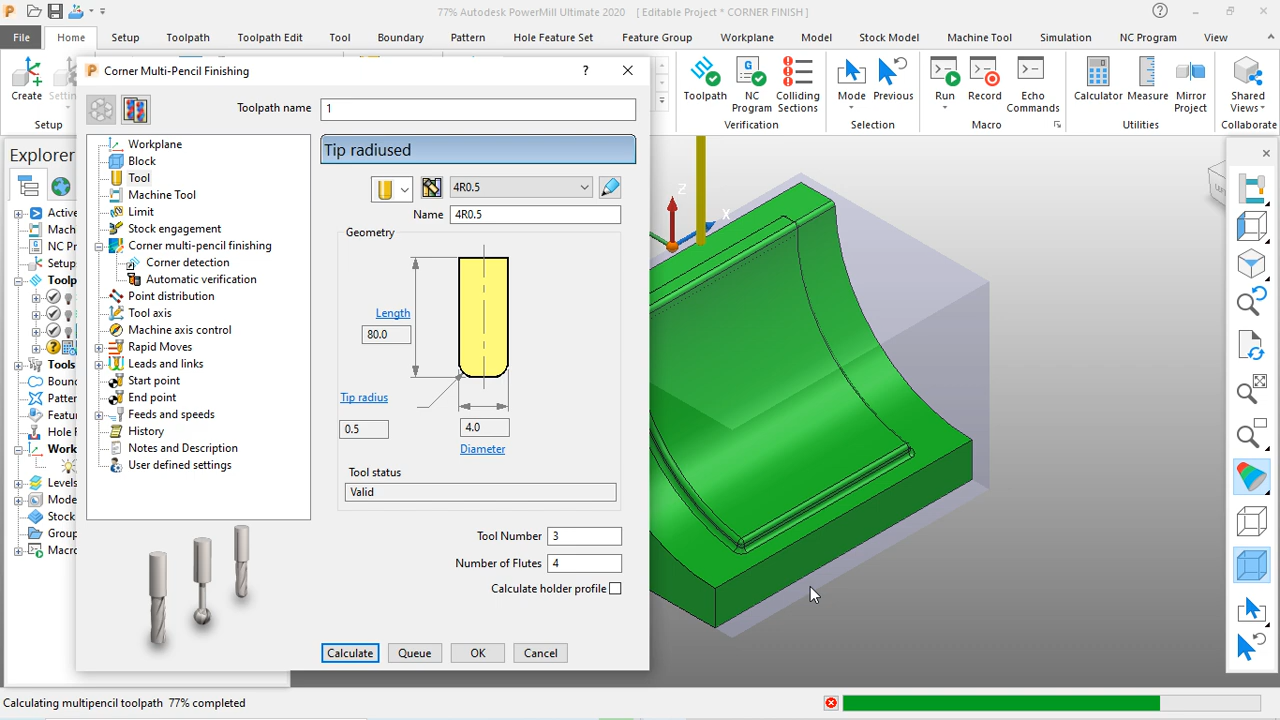 77% Autodesk PowerMill Ultimate 2020 [ Editable Project * CORNER FINISH ]
File Home Setup Toolpath Toolpath Edit Tool Boundary Pattern Hole Feature Set Feature Group Workplane Model Stock Model Machine Tool Simulation NC Program View
Corner Multi-Pencil Finishing
Create
Setup
Toolpath NC Program Colliding Sections Mode Previous Run Record Echo Commands Calculator Measure Mirror Project Shared Views
Verification Selection Macro Utilities Collaborate
Toolpath name 1
Explorer
Workplane
Block
Tool
Machine Tool
Limit
Stock engagement
Corner multi-pencil finishing
Corner detection
Automatic verification
Point distribution
Tool axis
Machine axis control
Rapid Moves
Leads and links
Start point
End point
Feeds and speeds
History
Notes and Description
User defined settings
Tip radiused
4R0.5
Name 4R0.5
Geometry
Length
80.0
Tip radius
0.5
4.0
Diameter
Tool status
Valid
Tool Number 3
Number of Flutes 4
Calculate holder profile
Calculate Queue OK Cancel
Active
Mach
NC Pr
Setup
Toolp
Tools
Bound
Patter
Featu
Hole F
Work
Levels
Mode
Stock
Group
Macro
Z
X
Calculating multipencil toolpath 77% completed